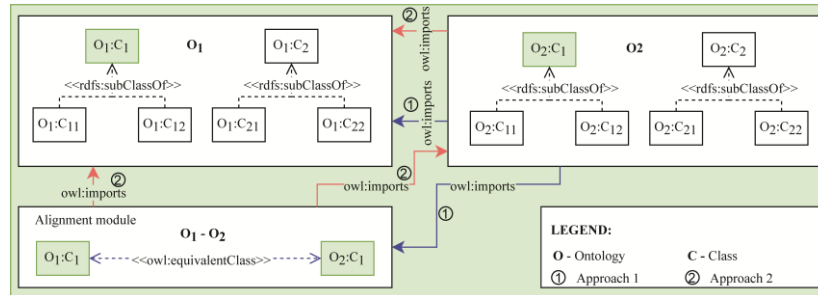 O1:C1 O1 O1:C2
<<rdfs:subClassOf>> <<rdfs:subClassOf>>
O1:C11 O1:C12 O1:C21 O1:C22
② owl:imports
① owl:imports
O2:C1 O2 O2:C2
<<rdfs:subClassOf>> <<rdfs:subClassOf>>
O2:C11 O2:C12 O2:C21 O2:C22
② owl:imports
② owl:imports
① owl:imports
Alignment module
O1 - O2
O1:C1 <<owl:equivalentClass>> O2:C1
LEGEND:
O - Ontology C - Class
① Approach 1 ② Approach 2